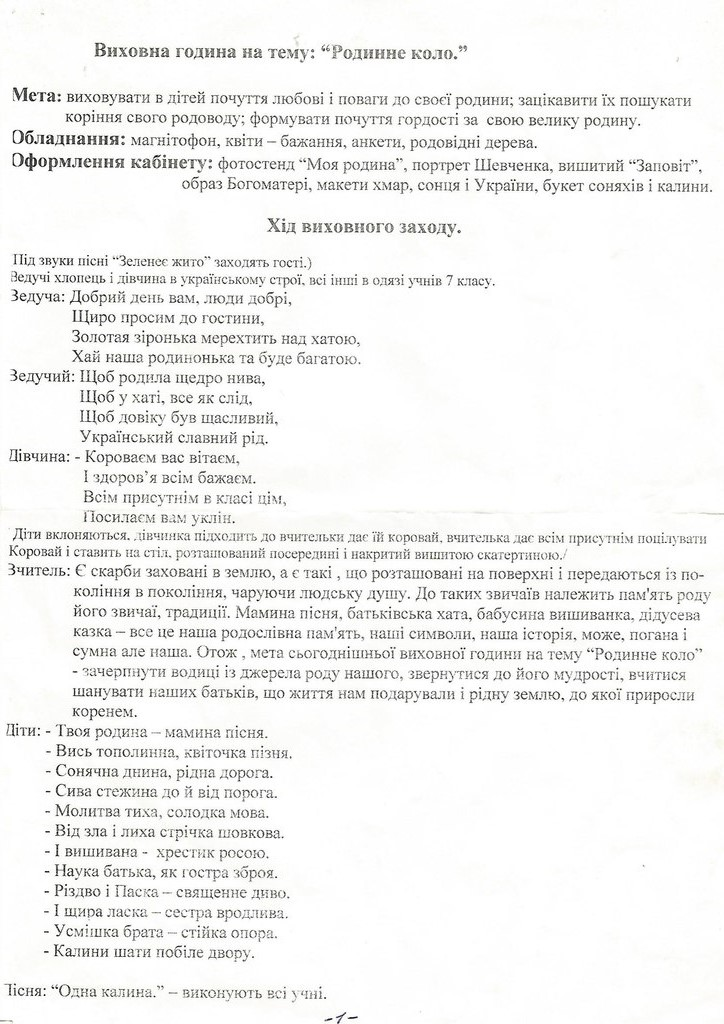 Виховна година на тему: “Родинне коло.”
Мета: виховувати в дітей почуття любові і поваги до своєї родини; зацікавити їх пошукати
коріння свого родоводу; формувати почуття гордості за свою велику родину.
Обладнання: магнітофон, квіти – бажання, анкети, родовідні дерева.
Оформлення кабінету: фотостенд “Моя родина”, портрет Шевченка, вишитий “Заповіт”,
образ Богоматері, макети хмар, сонця і України, букет соняхів і калини.
Хід виховного заходу.
Під звуки пісні “Зеленеє жито” заходять гості.)
Ведучі хлопець і дівчина в українському строї, всі інші в одязі учнів 7 класу.
Ведуча: Добрий день вам, люди добрі,
Щиро просим до гостини,
Золотая зіронька мерехтить над хатою,
Хай наша родинонька та буде багатою.
Ведучий: Щоб родила щедро нива,
Щоб у хаті, все як слід,
Щоб довіку був щасливий,
Український славний рід.
Дівчина: - Короваєм вас вітаєм,
І здоров’я всім бажаєм.
Всім присутнім в класі цім,
Посилаєм вам уклін.
Діти вклоняються, дівчинка підходить до вчительки дає їй коровай, вчителька дає всім присутнім поцілувати
Коровай і ставить на стіл, розташований посередині і накритий вишитою скатертиною./
Вчитель: Є скарби заховані в землю, а є такі , що розташовані на поверхні і передаються із по-
коління в покоління, чаруючи людську душу. До таких звичаїв належить пам'ять роду
його звичаї, традиції. Мамина пісня, батьківська хата, бабусина вишиванка, дідусева
казка – все це наша родослівна пам'ять, наші символи, наша історія, може, погана і
сумна але наша. Отож , мета сьогоднішньої виховної години на тему “Родинне коло”
- зачерпнути водиці із джерела роду нашого, звернутися до його мудрості, вчитися
шанувати наших батьків, що життя нам подарували і рідну землю, до якої приросли
коренем.
Діти: - Твоя родина – мамина пісня.
- Вись тополинна, квіточка пізня.
- Сонячна днина, рідна дорога.
- Сива стежина до й від порога.
- Молитва тиха, солодка мова.
- Від зла і лиха стрічка шовкова.
- І вишивана - хрестик росою.
- Наука батька, як гостра зброя.
- Різдво і Паска – священне диво.
- І щира ласка – сестра вродлива.
- Усмішка брата – стійка опора.
- Калини шати побіле двору.
Пісня: “Одна калина.” – виконують всі учні.
-1-